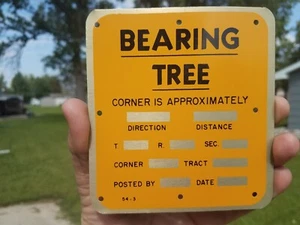 BEARING
TREE
CORNER IS APPROXIMATELY
DIRECTION DISTANCE
T. R. SEC.
CORNER TRACT
POSTED BY DATE
54-9